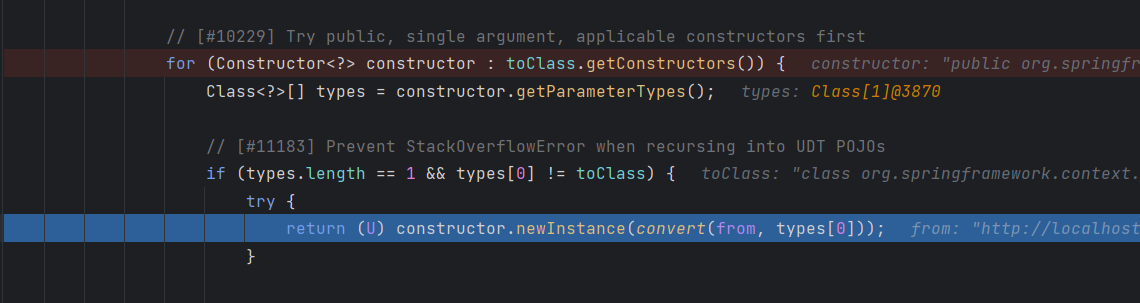 // [#10229] Try public, single argument, applicable constructors first
for (Constructor<?> constructor : toClass.getConstructors()) {   constructor: "public org.springfr
Class<?>[] types = constructor.getParameterTypes();   types: Class[1]@3870
// [#11183] Prevent StackOverflowError when recursing into UDT POJOs
if (types.length == 1 && types[0] != toClass) {   toClass: "class org.springframework.context.
try {
return (U) constructor.newInstance(convert(from, types[0]));   from: "http://localhost
}